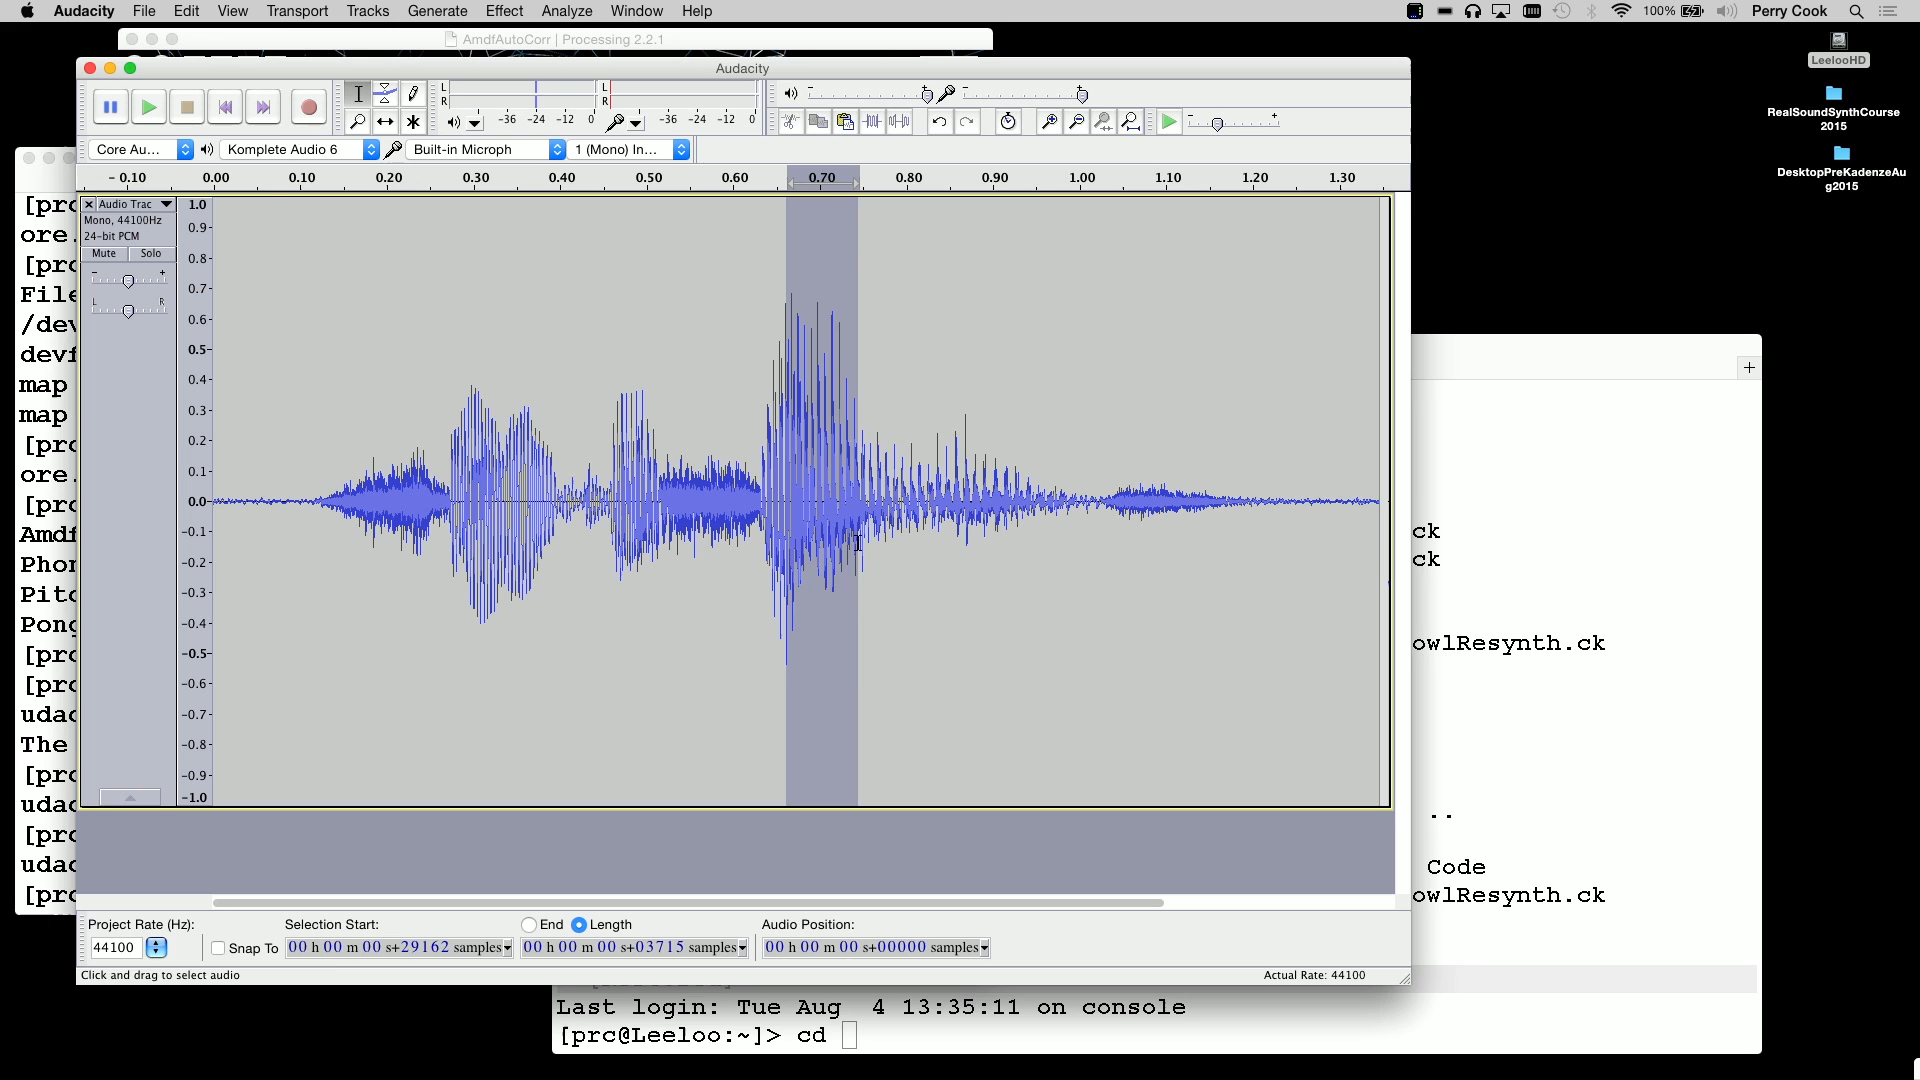 Audacity File Edit View Transport Tracks Generate Effect Analyze Window Help 100% Perry Cook
AmdfAutoCorr | Processing 2.2.1
LeelooHD
Audacity
RealSoundSynthCourse
2015
DesktopPreKadenzeAu
g2015
L
R
-36 -24 -12 0
L
R
-36 -24 -12 0
Core Au... Komplete Audio 6 Built-in Microph 1 (Mono) In...
- 0.10 0.00 0.10 0.20 0.30 0.40 0.50 0.60 0.70 0.80 0.90 1.00 1.10 1.20 1.30
Audio Trac
Mono, 44100Hz
24-bit PCM
Mute Solo
- +
L R
1.0
0.9
0.8
0.7
0.6
0.5
0.4
0.3
0.2
0.1
0.0
-0.1
-0.2
-0.3
-0.4
-0.5
-0.6
-0.7
-0.8
-0.9
-1.0
[prc
ore.
[prc
File
/dev
devf
map
map
[prc
ore.
[prc
Amdf
Phon
Pitc
Pong
[prc
[prc
udac
The
[prc
udac
[prc
udac
[prc
ck
ck
owlResynth.ck
..
Code
owlResynth.ck
Project Rate (Hz): Selection Start: End Length Audio Position:
44100 Snap To 00 h 00 m 00 s+29162 samples 00 h 00 m 00 s+03715 samples 00 h 00 m 00 s+00000 samples
Click and drag to select audio Actual Rate: 44100
Last login: Tue Aug  4 13:35:11 on console
[prc@Leeloo:~]> cd